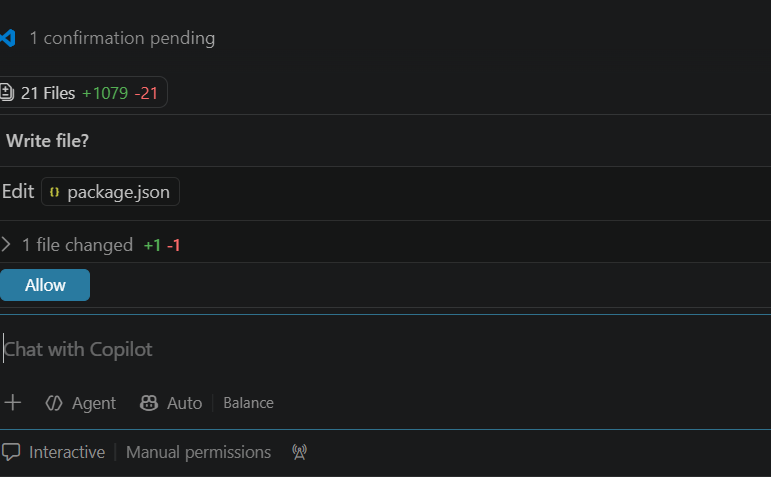 1 confirmation pending
21 Files +1079 -21
Write file?
Edit {} package.json
1 file changed +1 -1
Allow
Chat with Copilot
Agent Auto Balance
Interactive Manual permissions